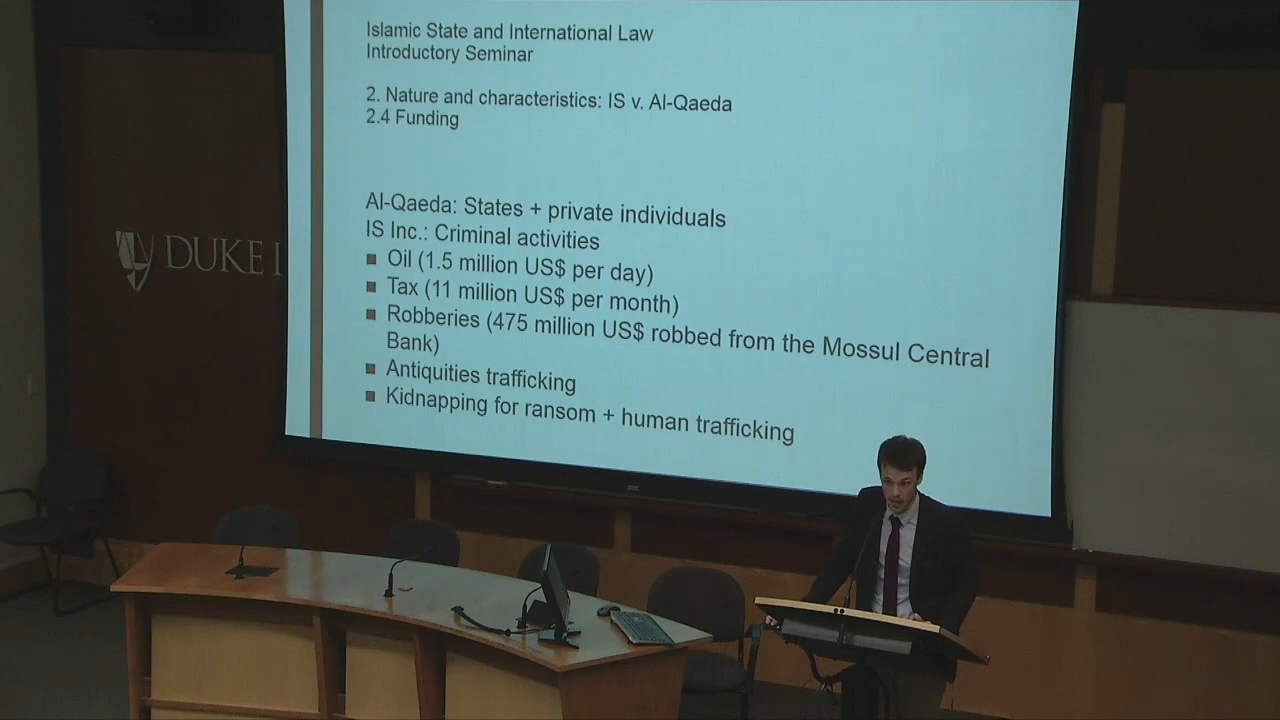 Islamic State and International Law
Introductory Seminar
2. Nature and characteristics: IS v. Al-Qaeda
2.4 Funding
Al-Qaeda: States + private individuals
IS Inc.: Criminal activities
■ Oil (1.5 million US$ per day)
■ Tax (11 million US$ per month)
■ Robberies (475 million US$ robbed from the Mossul Central
Bank)
■ Antiquities trafficking
■ Kidnapping for ransom + human trafficking
DUKE